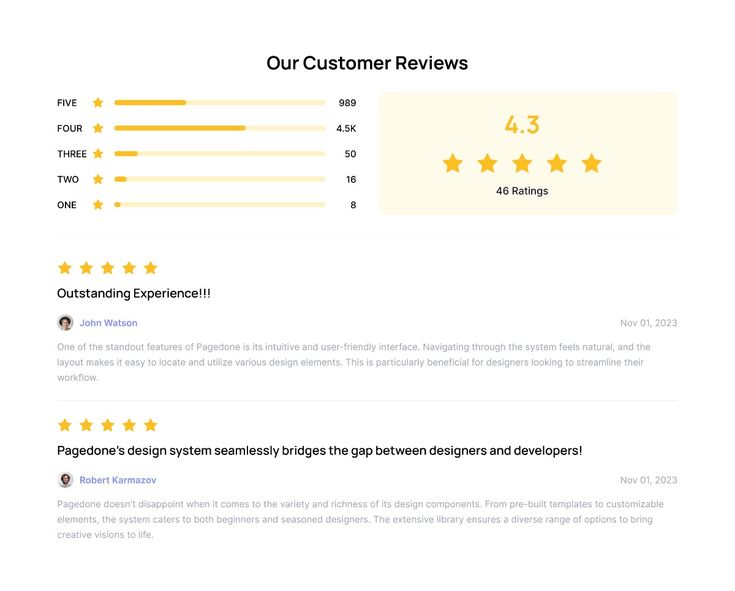 Our Customer Reviews
FIVE 989
FOUR 4.5K
THREE 50
TWO 16
ONE 8
4.3
46 Ratings
Outstanding Experience!!!
John Watson Nov 01, 2023
One of the standout features of Pagedone is its intuitive and user-friendly interface. Navigating through the system feels natural, and the
layout makes it easy to locate and utilize various design elements. This is particularly beneficial for designers looking to streamline their
workflow.
Pagedone's design system seamlessly bridges the gap between designers and developers!
Robert Karmazov Nov 01, 2023
Pagedone doesn't disappoint when it comes to the variety and richness of its design components. From pre-built templates to customizable
elements, the system caters to both beginners and seasoned designers. The extensive library ensures a diverse range of options to bring
creative visions to life.